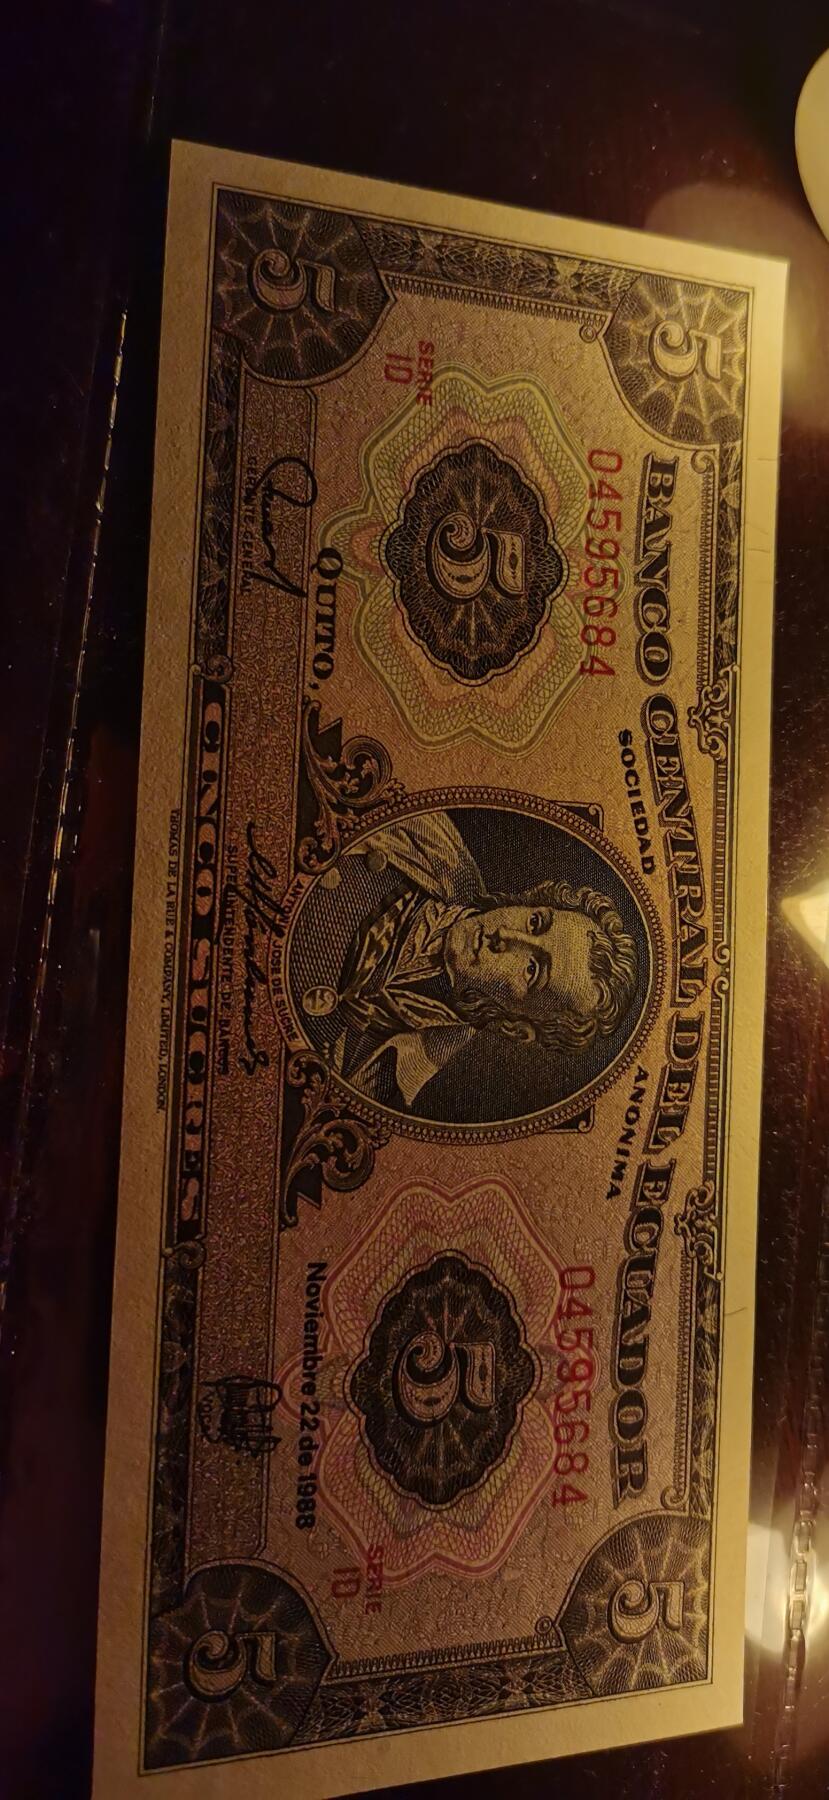 5 5
BANCO CENTRAL DEL ECUADOR
SOCIEDAD ANONIMA
04595684 04595684
5 5
SERIE
ID
SERIE
ID
ANTONIO JOSE DE SUCRE
QUITO, Noviembre 22 de 1988
GERENTE GENERAL
SUPERINTENDENTE DE BANCOS
VOCAL
CINCO SUCRES
5 5
THOMAS DE LA RUE & COMPANY, LIMITED, LONDON.